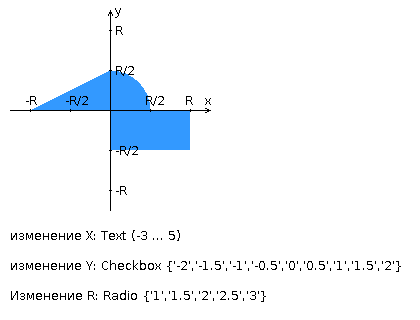 y
R
R/2
-R -R/2 R/2 R x
-R/2
-R
изменение X: Text (-3 ... 5)
изменение Y: Checkbox {'-2','-1.5','-1','-0.5','0','0.5','1','1.5','2'}
Изменение R: Radio {'1','1.5','2','2.5','3'}